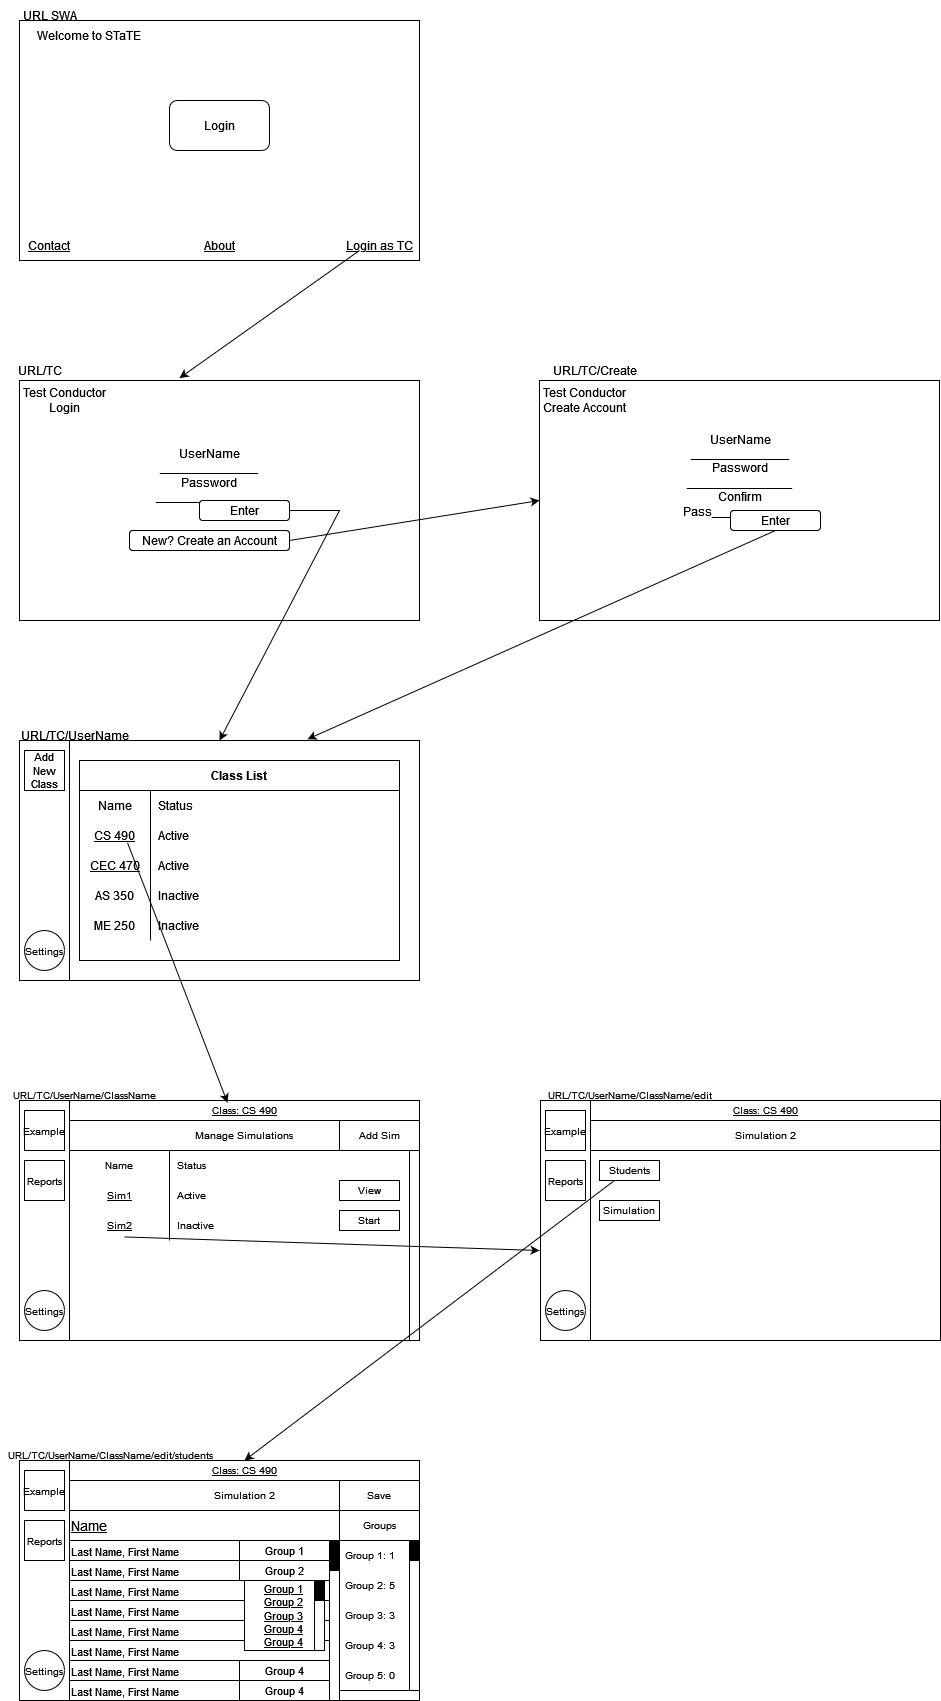 URL SWA
Welcome to STaTE
Login
Contact
About
Login as TC
URL/TC
Test Conductor
Login
UserName
Password
Enter
New? Create an Account
URL/TC/Create
Test Conductor
Create Account
UserName
Password
Confirm
Pass
Enter
URL/TC/UserName
Add
New
Class
Settings
Class List
Name Status
CS 490 Active
CEC 470 Active
AS 350 Inactive
ME 250 Inactive
URL/TC/UserName/ClassName
Example
Reports
Settings
Class: CS 490
Manage Simulations Add Sim
Name Status
Sim1 Active View
Sim2 Inactive Start
URL/TC/UserName/ClassName/edit
Example
Reports
Settings
Class: CS 490
Simulation 2
Students
Simulation
URL/TC/UserName/ClassName/edit/students
Example
Reports
Settings
Class: CS 490
Simulation 2 Save
Name Groups
Last Name, First Name Group 1
Last Name, First Name Group 2
Last Name, First Name
Last Name, First Name
Last Name, First Name
Last Name, First Name
Last Name, First Name Group 4
Last Name, First Name Group 4
Group 1
Group 2
Group 3
Group 4
Group 4
Group 1: 1
Group 2: 5
Group 3: 3
Group 4: 3
Group 5: 0